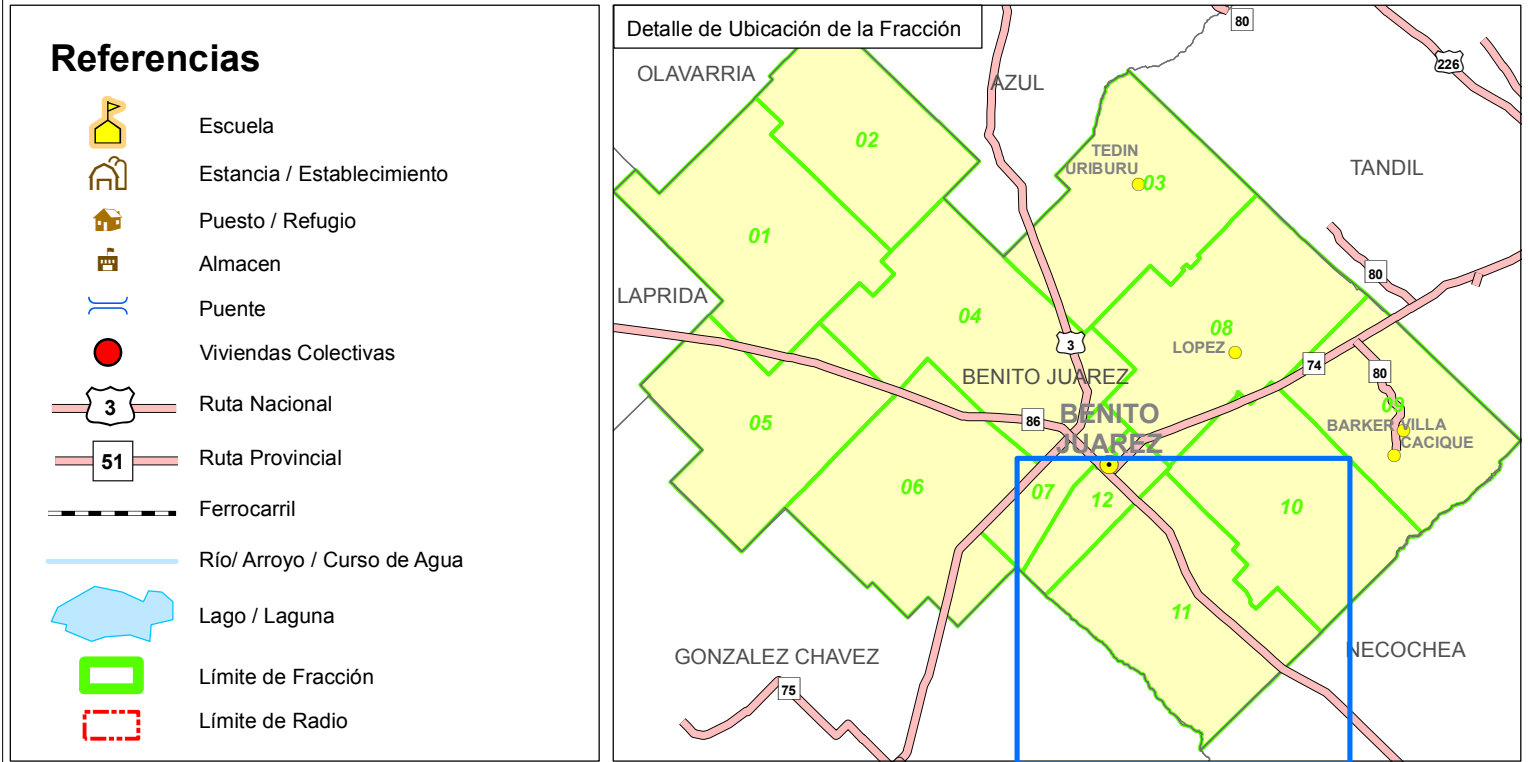 Referencias
Escuela
Estancia / Establecimiento
Puesto / Refugio
Almacen
Puente
Viviendas Colectivas
3
Ruta Nacional
51
Ruta Provincial
Ferrocarril
Río/ Arroyo / Curso de Agua
Lago / Laguna
Límite de Fracción
Límite de Radio
Detalle de Ubicación de la Fracción
80
226
OLAVARRIA
AZUL
02
TEDIN
URIBURU
03
TANDIL
01
80
LAPRIDA
04
08
3
LOPEZ
74
80
BENITO JUAREZ
09
05
86
BENITO
JUAREZ
BARKER
VILLA
CACIQUE
06
07
12
10
11
GONZALEZ CHAVEZ
NECOCHEA
75